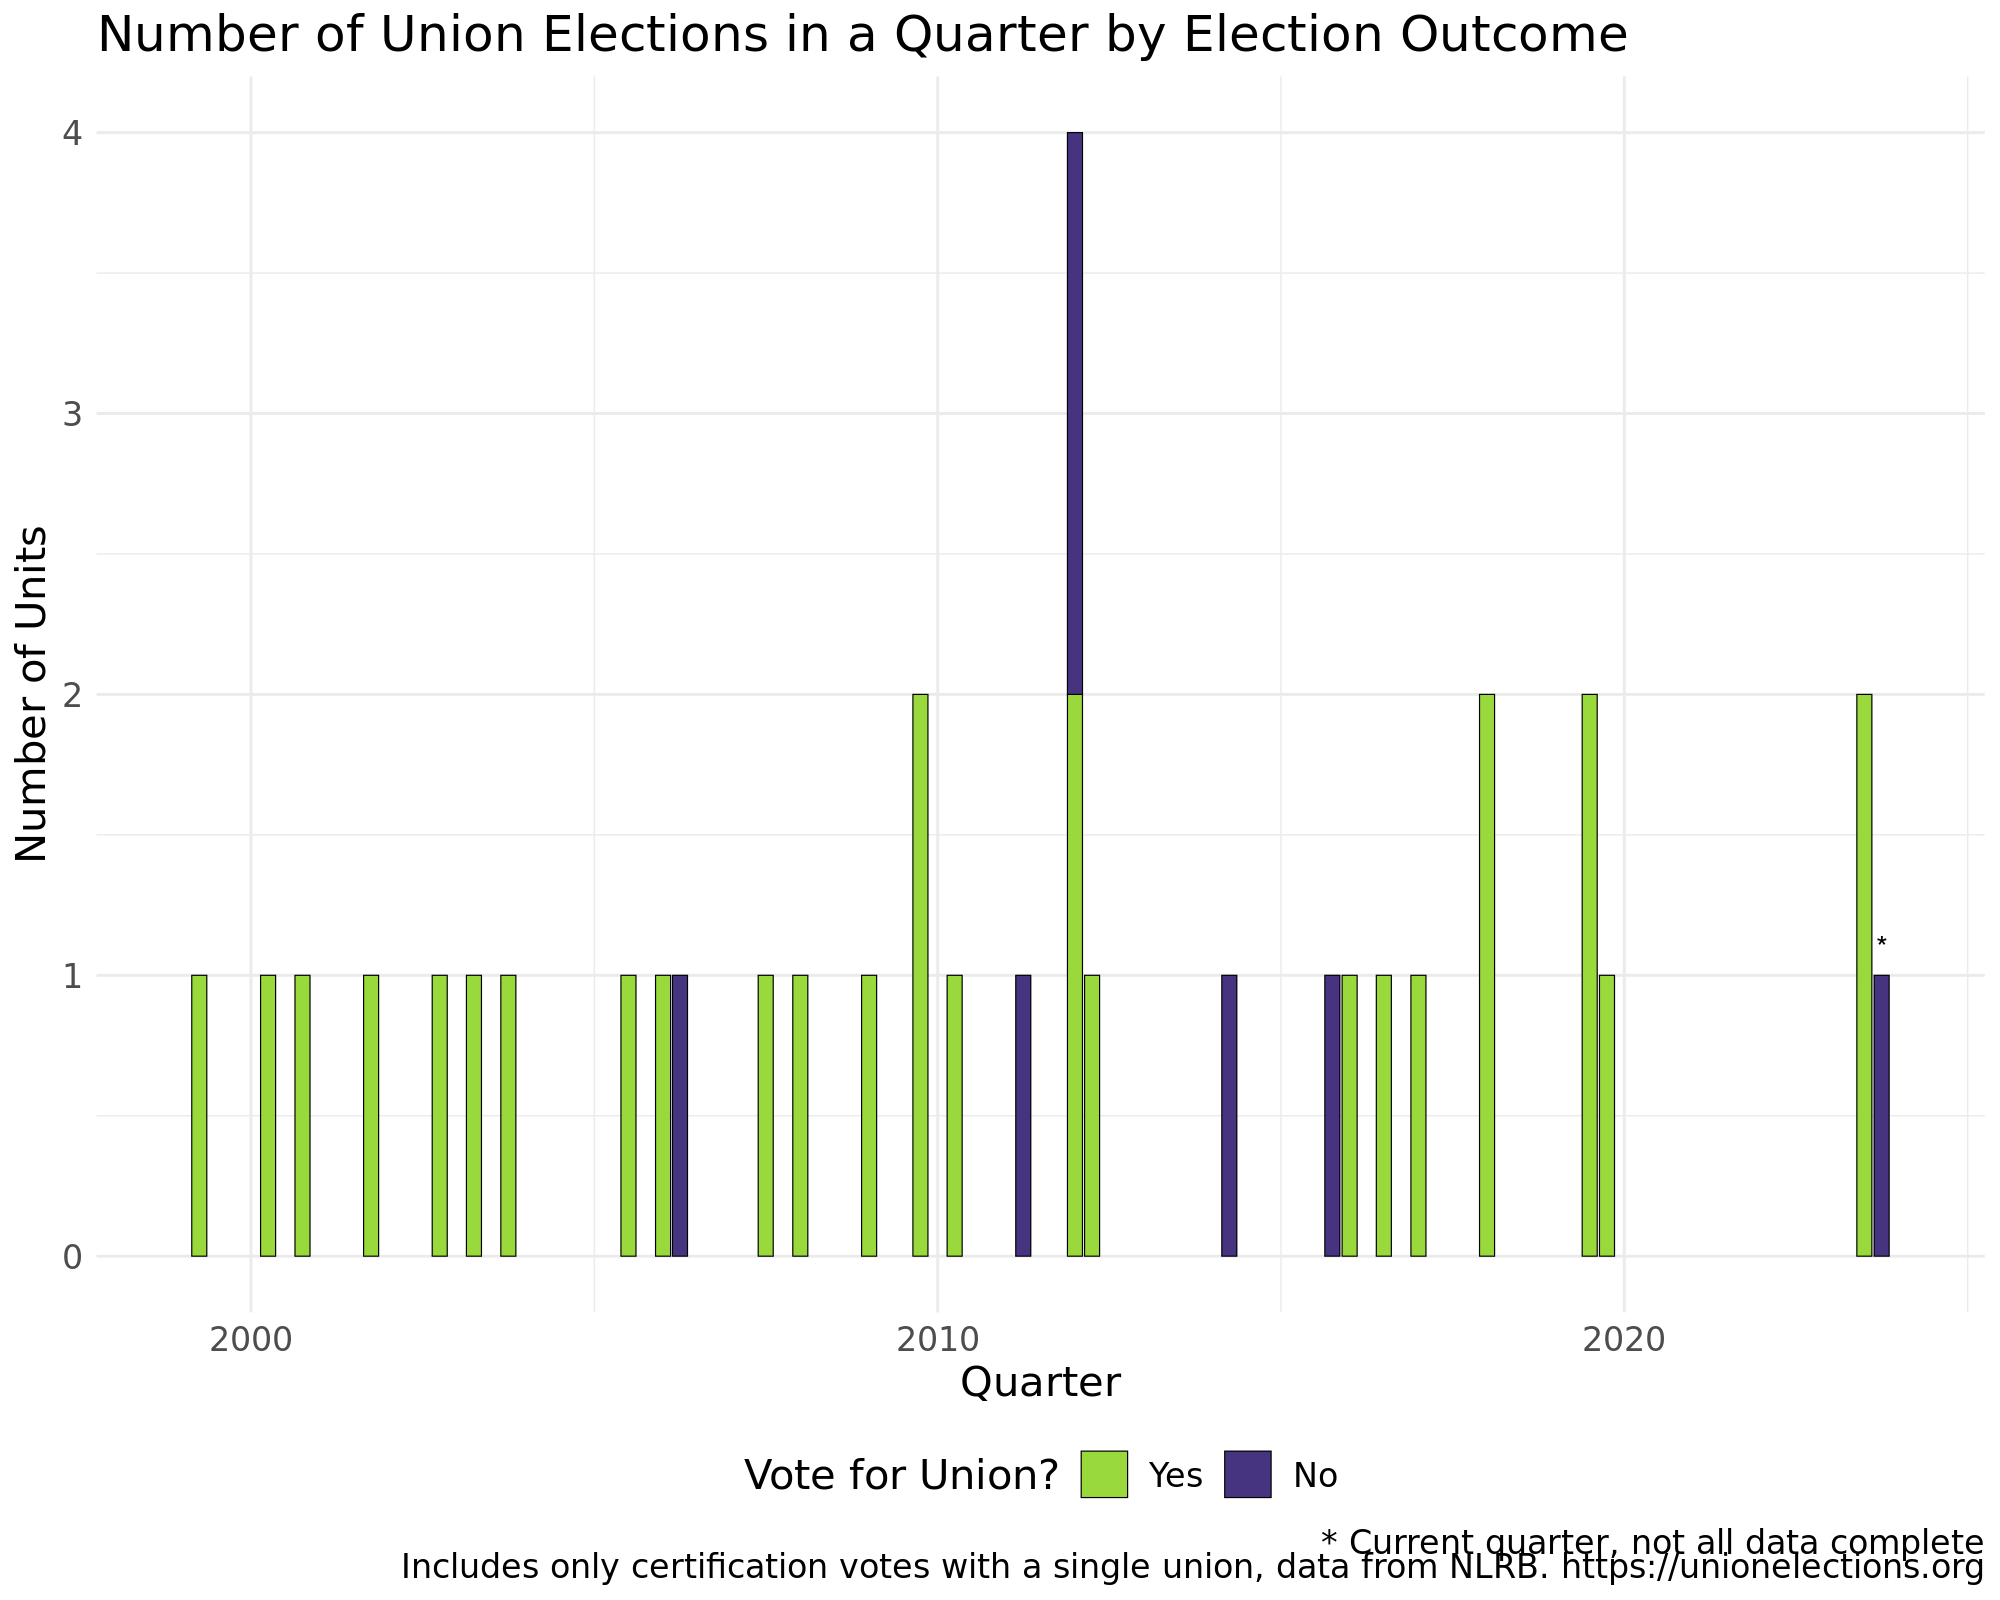 Number of Union Elections in a Quarter by Election Outcome
4
3
2
1
0
Number of Units
*
2000
2010
2020
Quarter
Vote for Union?
Yes
No
* Current quarter, not all data complete
Includes only certification votes with a single union, data from NLRB. https://unionelections.org